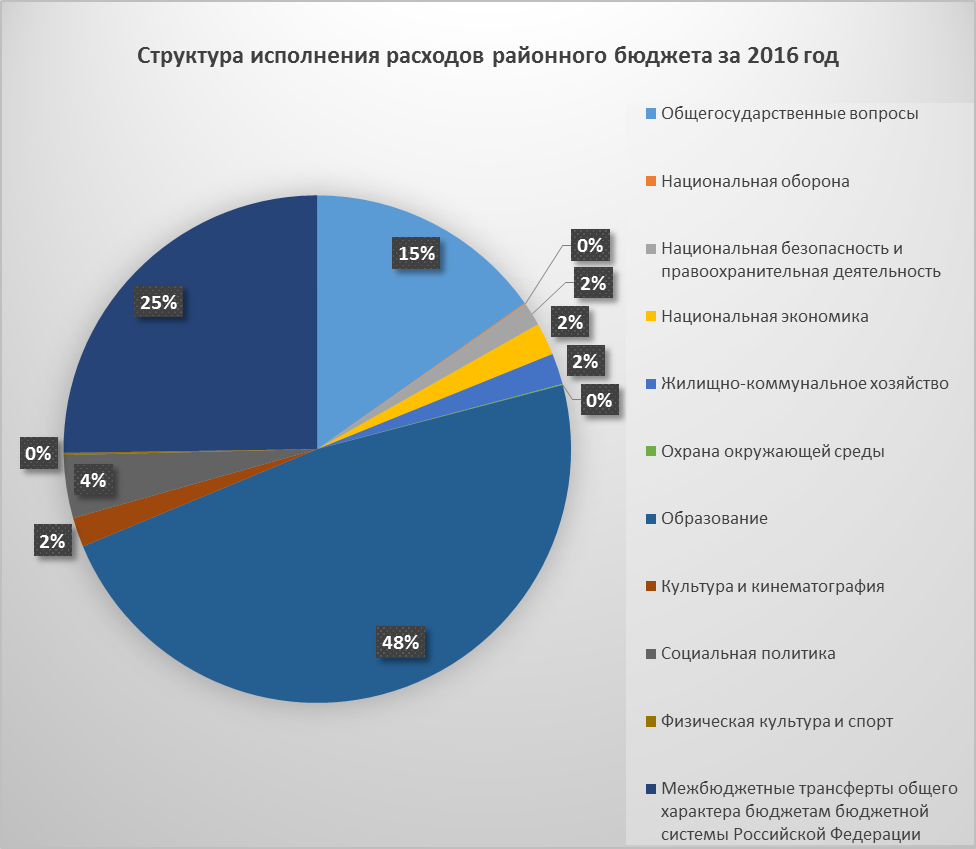 Структура исполнения расходов районного бюджета за 2016 год
Общегосударственные вопросы
Национальная оборона
Национальная безопасность и
правоохранительная деятельность
Национальная экономика
Жилищно-коммунальное хозяйство
Охрана окружающей среды
Образование
Культура и кинематография
Социальная политика
Физическая культура и спорт
Межбюджетные трансферты общего
характера бюджетам бюджетной
системы Российской Федерации
15%
0%
2%
2%
2%
0%
48%
2%
4%
0%
25%